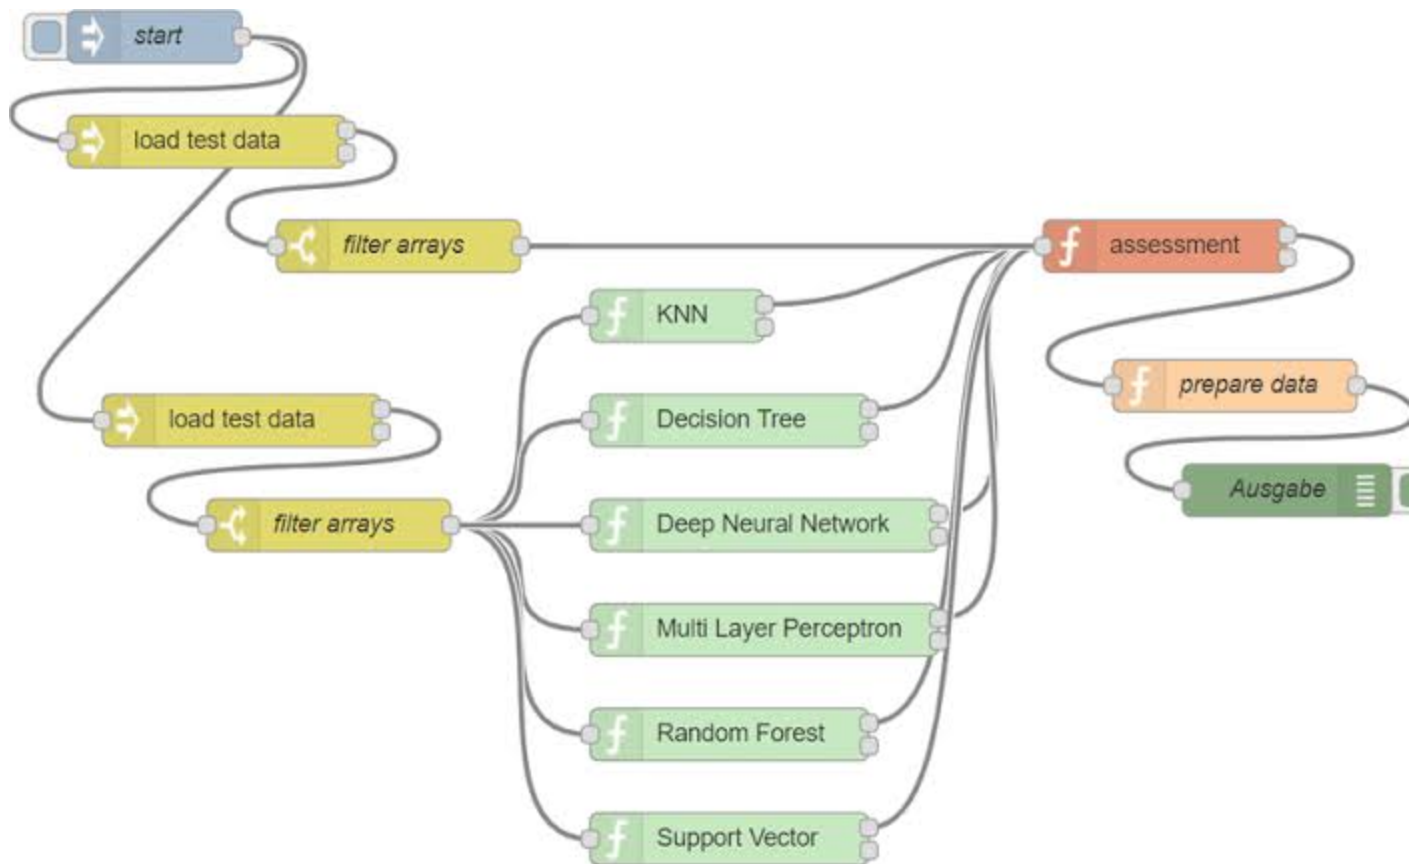 start
load test data
filter arrays
assessment
KNN
prepare data
load test data
Decision Tree
Ausgabe
filter arrays
Deep Neural Network
Multi Layer Perceptron
Random Forest
Support Vector